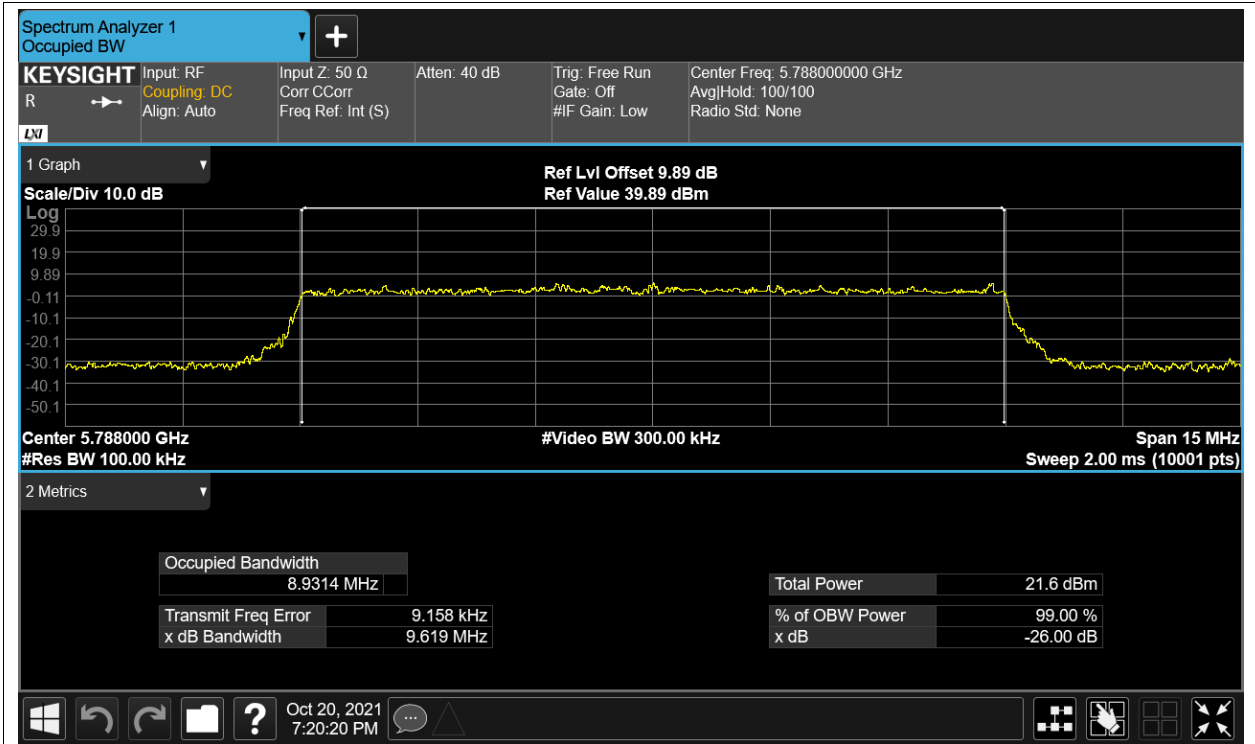 Spectrum Analyzer 1
Occupied BW
KEYSIGHT
R
LXI
Input: RF
Coupling: DC
Align: Auto
Input Z: 50 Ω
Corr CCorr
Freq Ref: Int (S)
Atten: 40 dB
Trig: Free Run
Gate: Off
#IF Gain: Low
Center Freq: 5.788000000 GHz
Avg|Hold: 100/100
Radio Std: None
1 Graph
Scale/Div 10.0 dB
Ref Lvl Offset 9.89 dB
Ref Value 39.89 dBm
Log
29.9
19.9
9.89
-0.11
-10.1
-20.1
-30.1
-40.1
-50.1
Center 5.788000 GHz
#Res BW 100.00 kHz
#Video BW 300.00 kHz
Span 15 MHz
Sweep 2.00 ms (10001 pts)
2 Metrics
Occupied Bandwidth
8.9314 MHz
Transmit Freq Error 9.158 kHz
x dB Bandwidth 9.619 MHz
Total Power 21.6 dBm
% of OBW Power 99.00 %
x dB -26.00 dB
?
Oct 20, 2021
7:20:20 PM